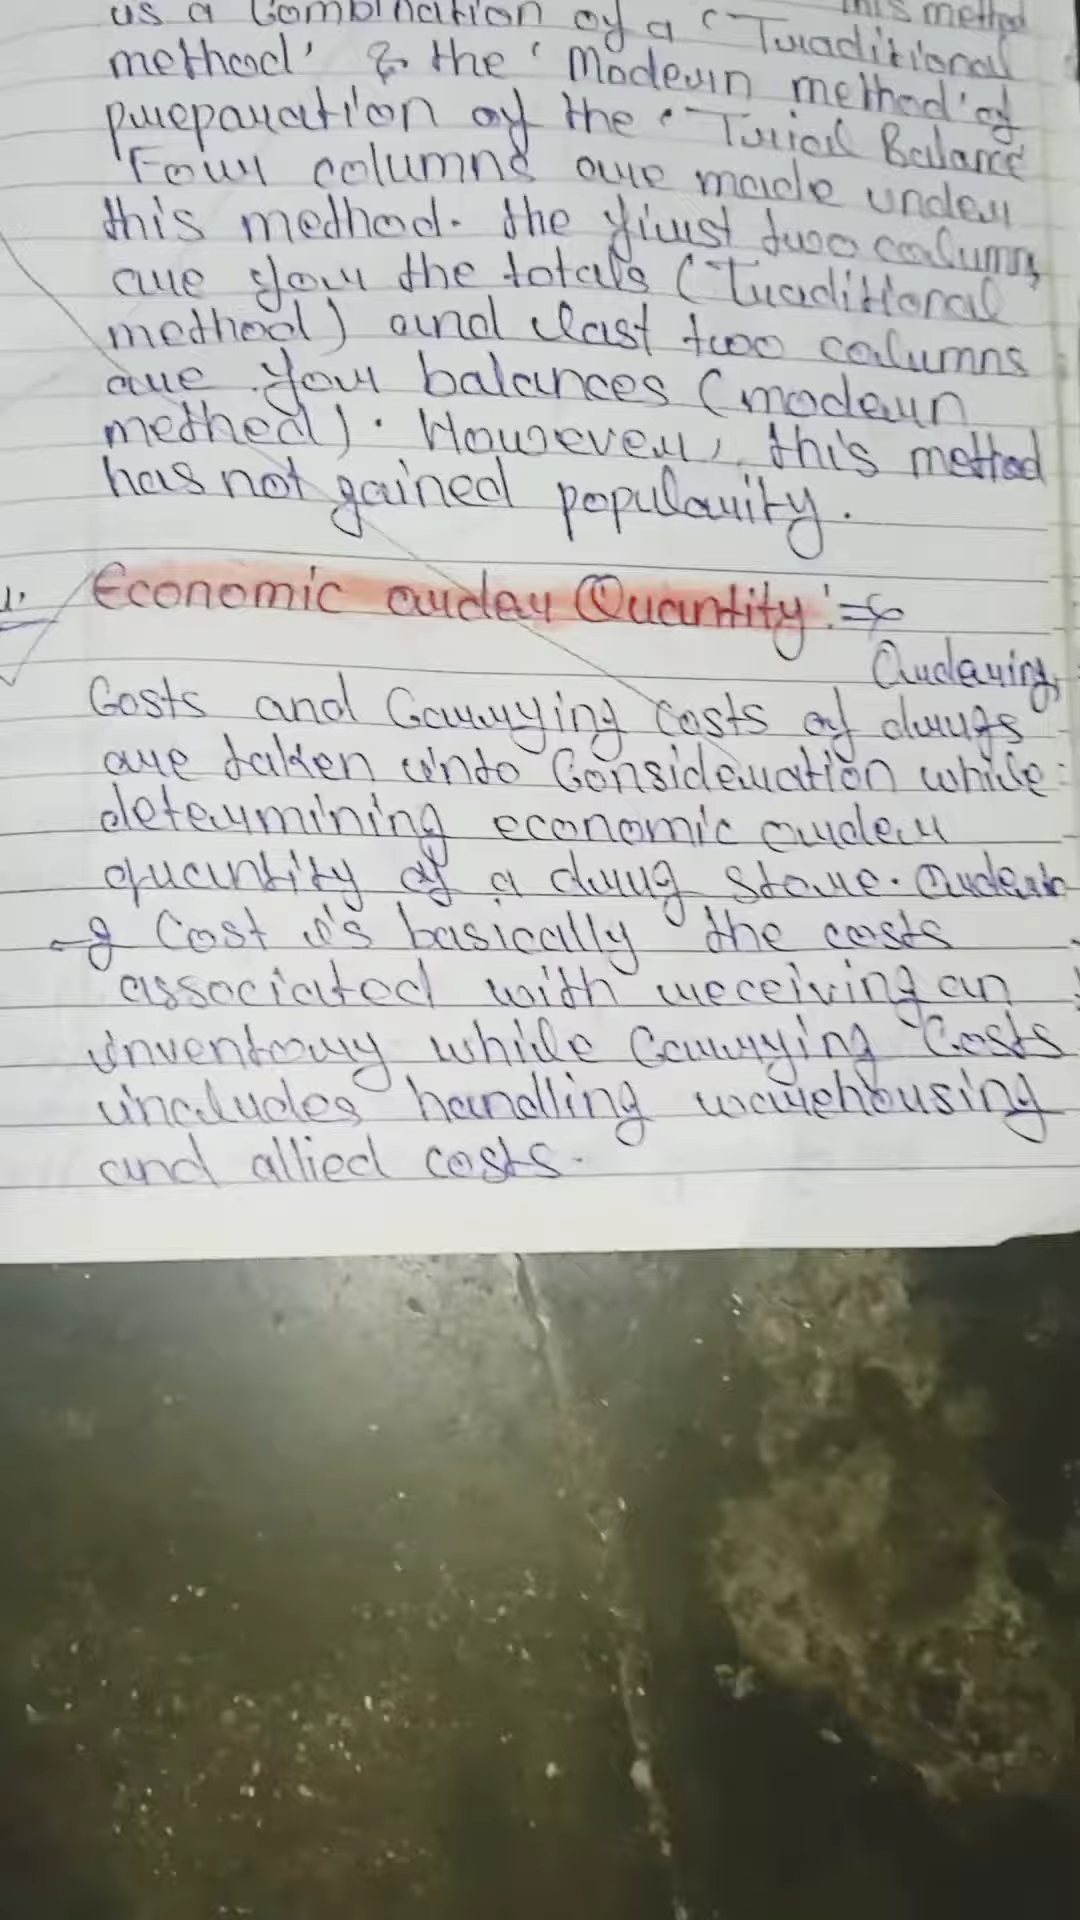 this method
is a combination of a 'Traditional
method' & the 'Modern method' of
preparation of the 'Trial Balance
Four columns are made under
this method. the first two columns
are for the totals (Traditional
method) and last two columns
are for balances (modern
method). However, this method
has not gained popularity.
1. Economic order Quantity :=>
Ordering
Costs and Carrying costs of drugs
are taken into Consideration while
determining economic order
quantity of a drug store. Orderin
-g Cost is basically the costs
associated with receiving an
inventory while Carrying Costs
includes handling warehousing
and allied costs.